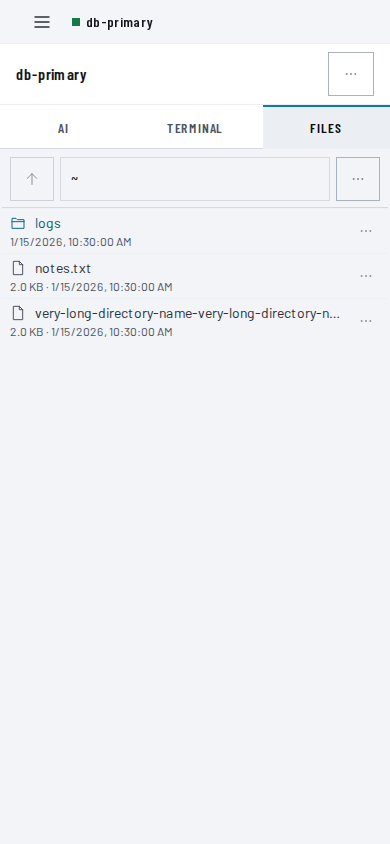 db-primary
db-primary
...
AI TERMINAL FILES
~ ...
logs
1/15/2026, 10:30:00 AM
...
notes.txt
2.0 KB · 1/15/2026, 10:30:00 AM
...
very-long-directory-name-very-long-directory-n...
2.0 KB · 1/15/2026, 10:30:00 AM
...